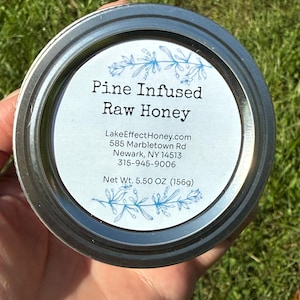 Pine Infused
Raw Honey
LakeEffectHoney.com
585 Marbletown Rd
Newark, NY 14513
315-945-9006
Net Wt. 5.50 OZ (156g)